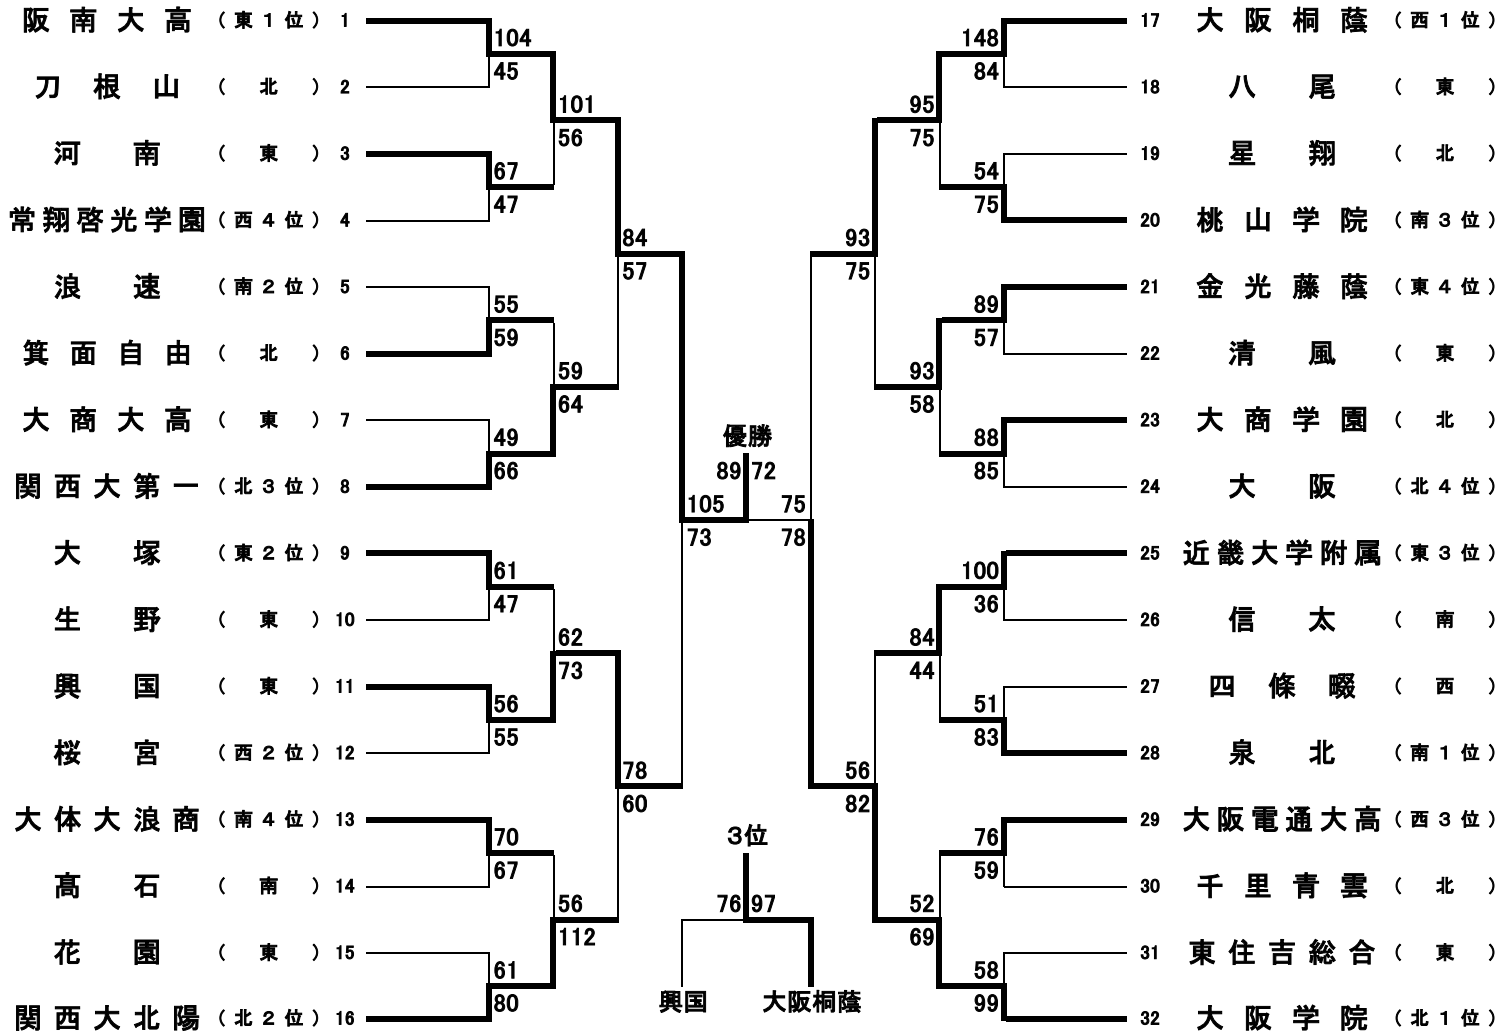 阪南大高 （東1位） 1
刀根山 （北） 2
河南 （東） 3
常翔啓光学園 （西4位） 4
浪速 （南2位） 5
箕面自由 （北） 6
大商大高 （東） 7
関西大第一 （北3位） 8
大塚 （東2位） 9
生野 （東） 10
興国 （東） 11
桜宮 （西2位） 12
大体大浪商 （南4位） 13
髙石 （南） 14
花園 （東） 15
関西大北陽 （北2位） 16
104
45
67
47
55
59
49
66
61
47
56
55
70
67
61
80
101
56
59
64
62
73
56
112
84
57
78
60
105
73
優勝
89 72
3位
76 97
興国 大阪桐蔭
75
78
93
75
56
82
95
75
93
58
84
44
52
69
148
84
54
75
89
57
88
85
100
36
51
83
76
59
58
99
17 大阪桐蔭 （西1位）
18 八尾 （東）
19 星翔 （北）
20 桃山学院 （南3位）
21 金光藤蔭 （東4位）
22 清風 （東）
23 大商学園 （北）
24 大阪 （北4位）
25 近畿大学附属 （東3位）
26 信太 （南）
27 四條畷 （西）
28 泉北 （南1位）
29 大阪電通大高 （西3位）
30 千里青雲 （北）
31 東住吉総合 （東）
32 大阪学院 （北1位）